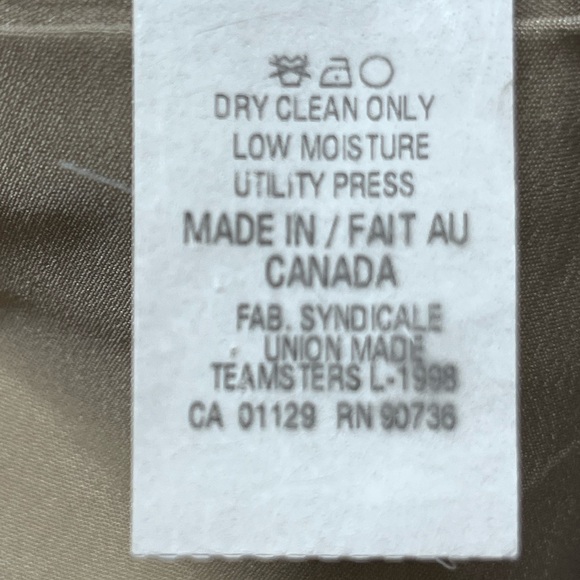 DRY CLEAN ONLY
LOW MOISTURE
UTILITY PRESS
MADE IN / FAIT AU
CANADA
FAB. SYNDICALE
UNION MADE
TEAMSTERS L-1998
CA 01129 RN 90736